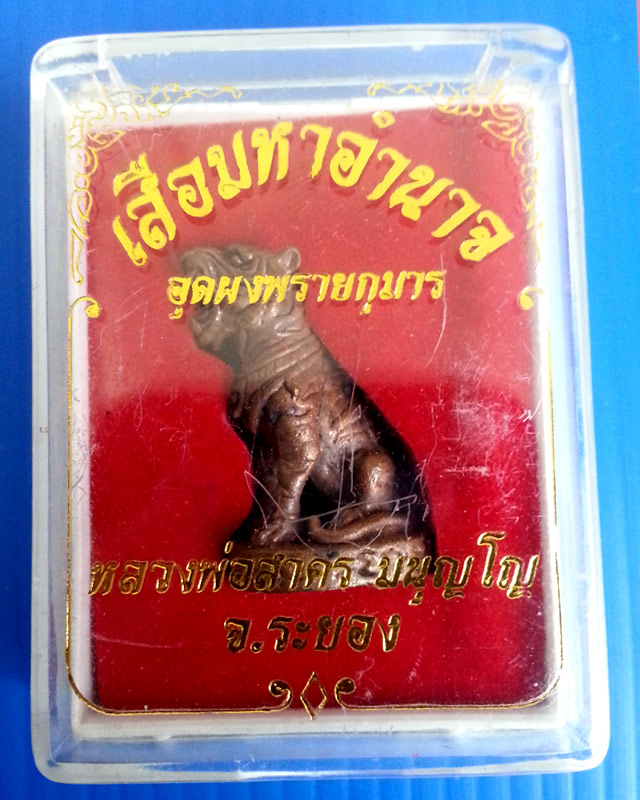 เสือมหาอำนาจ
อุดผงพรายกุมาร
หลวงพ่อสาคร มนุญโญ
จ.ระยอง